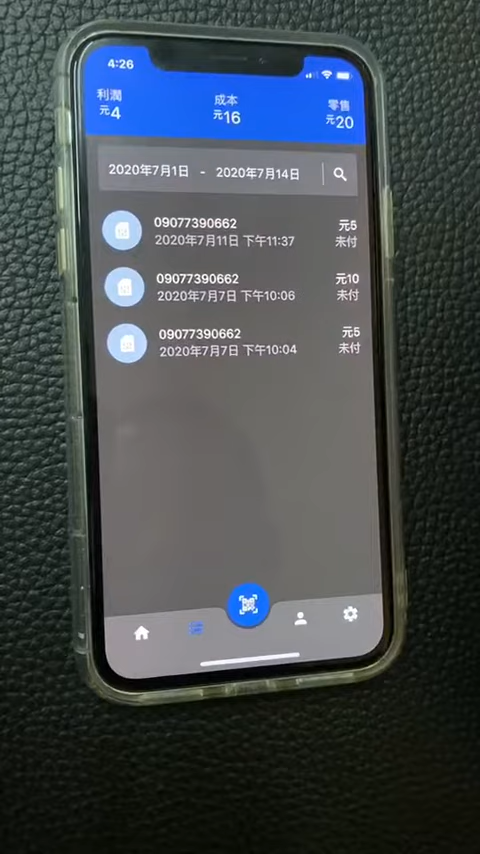 4:26
利潤 成本 零售
元4 元16 元20
2020年7月1日 - 2020年7月14日
09077390662 元5
2020年7月11日 下午11:37 未付
09077390662 元10
2020年7月7日 下午10:06 未付
09077390662 元5
2020年7月7日 下午10:04 未付